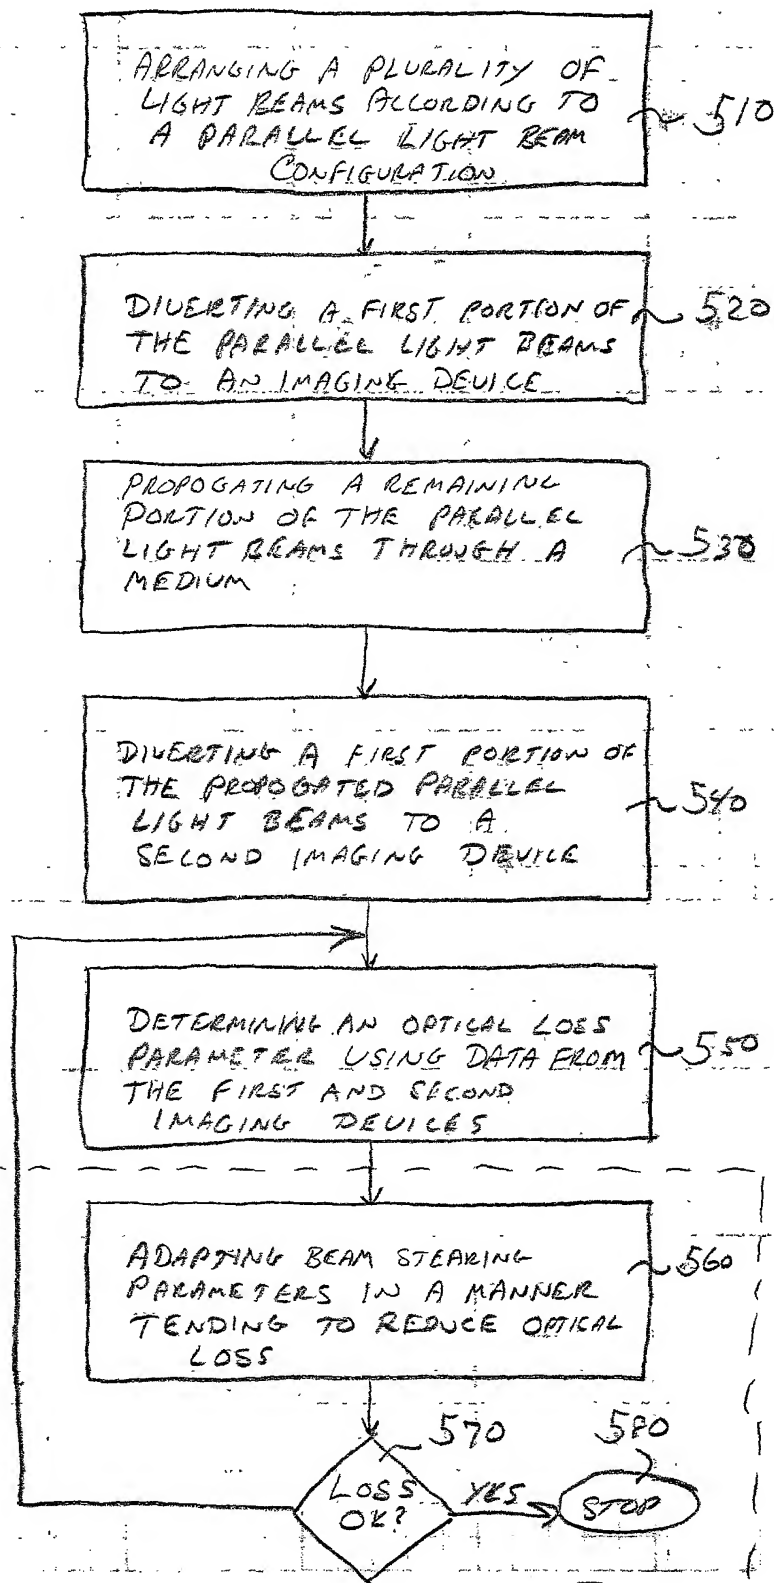 ARRANGING A PLURALITY OF
LIGHT BEAMS ACCORDING TO
A PARALLEL LIGHT BEAM
CONFIGURATION
510
DIVERTING A FIRST PORTION OF
THE PARALLEL LIGHT BEAMS
TO AN IMAGING DEVICE
520
PROPOGATING A REMAINING
PORTION OF THE PARALLEL
LIGHT BEAMS THROUGH A
MEDIUM
530
DIVERTING A FIRST PORTION OF
THE PROPOGATED PARALLEL
LIGHT BEAMS TO A
SECOND IMAGING DEVICE
540
DETERMINING AN OPTICAL LOSS
PARAMETER USING DATA FROM
THE FIRST AND SECOND
IMAGING DEVICES
550
ADAPTING BEAM STEARING
PARAMETERS IN A MANNER
TENDING TO REDUCE OPTICAL
LOSS
560
570
580
LOSS
OK?
YES
STOP